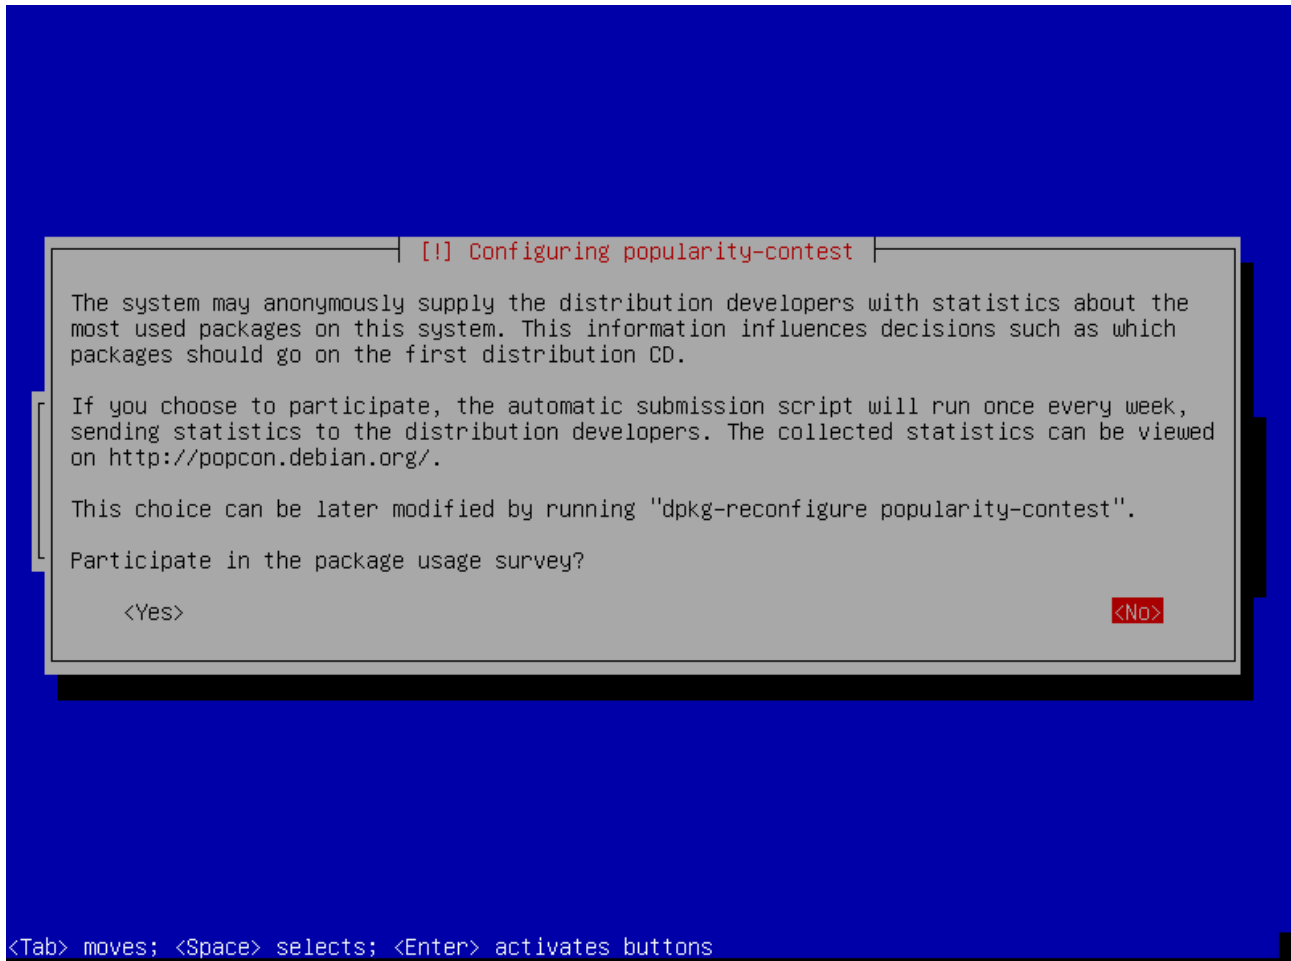 [!] Configuring popularity-contest
The system may anonymously supply the distribution developers with statistics about the
most used packages on this system. This information influences decisions such as which
packages should go on the first distribution CD.
If you choose to participate, the automatic submission script will run once every week,
sending statistics to the distribution developers. The collected statistics can be viewed
on http://popcon.debian.org/.
This choice can be later modified by running "dpkg-reconfigure popularity-contest".
Participate in the package usage survey?
<Yes> <No>
<Tab> moves; <Space> selects; <Enter> activates buttons